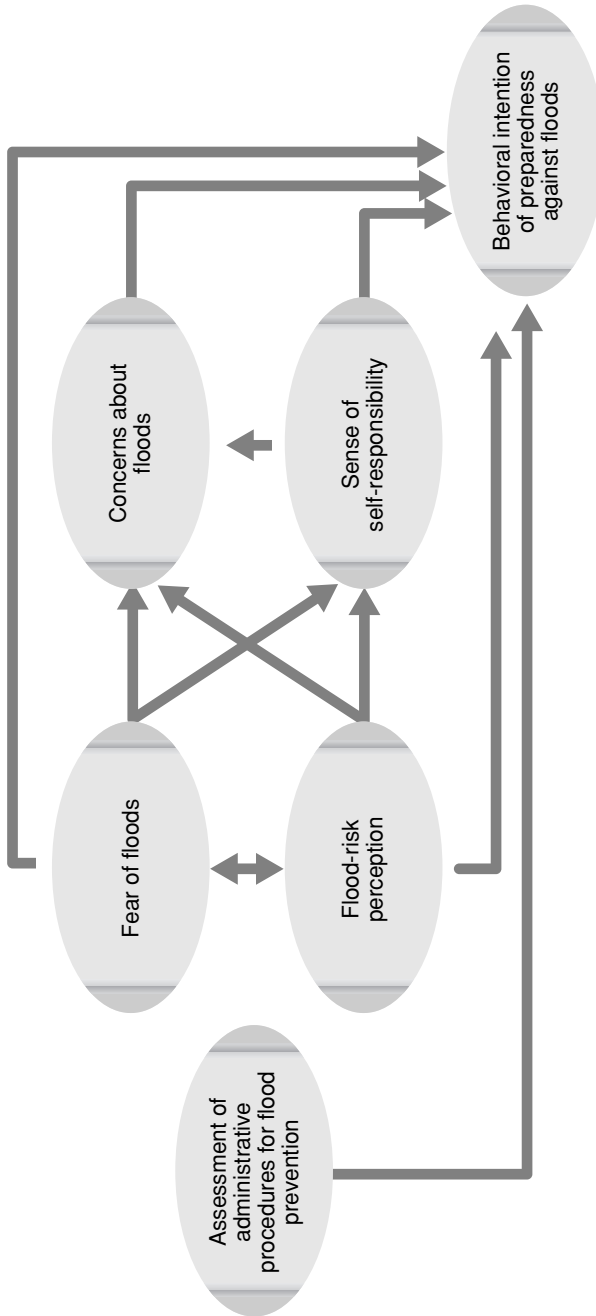 Assessment of
administrative
procedures for flood
prevention
Fear of floods
Flood-risk
perception
Concerns about
floods
Sense of
self-responsibility
Behavioral intention
of preparedness
against floods